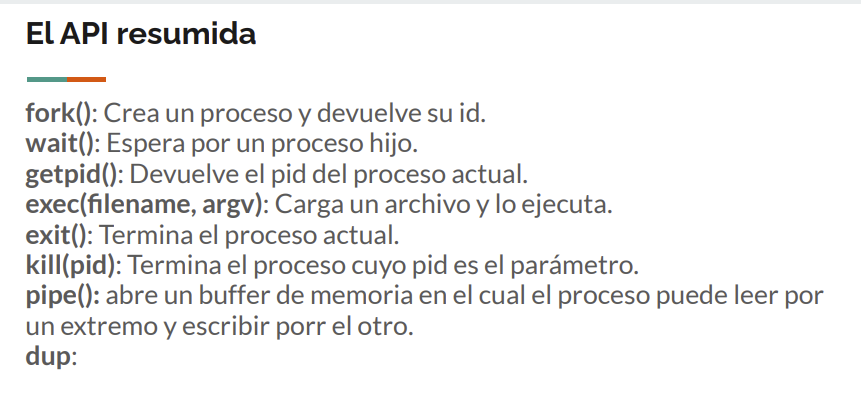 El API resumida
fork(): Crea un proceso y devuelve su id.
wait(): Espera por un proceso hijo.
getpid(): Devuelve el pid del proceso actual.
exec(filename, argv): Carga un archivo y lo ejecuta.
exit(): Termina el proceso actual.
kill(pid): Termina el proceso cuyo pid es el parámetro.
pipe(): abre un buffer de memoria en el cual el proceso puede leer por
un extremo y escribir porr el otro.
dup: